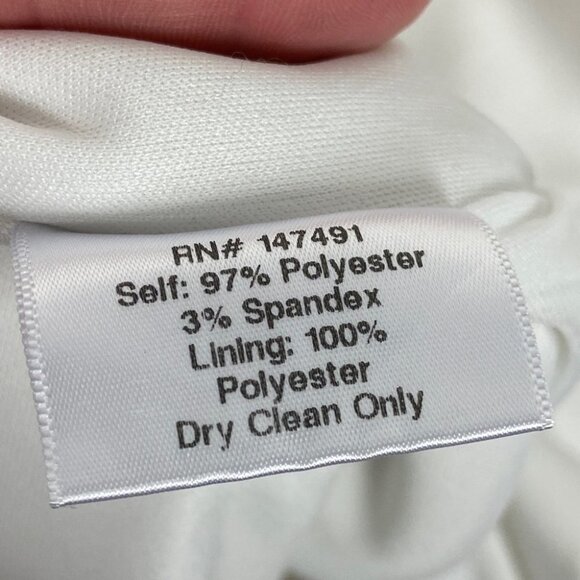 RN# 147491
Self: 97% Polyester
3% Spandex
Lining: 100%
Polyester
Dry Clean Only